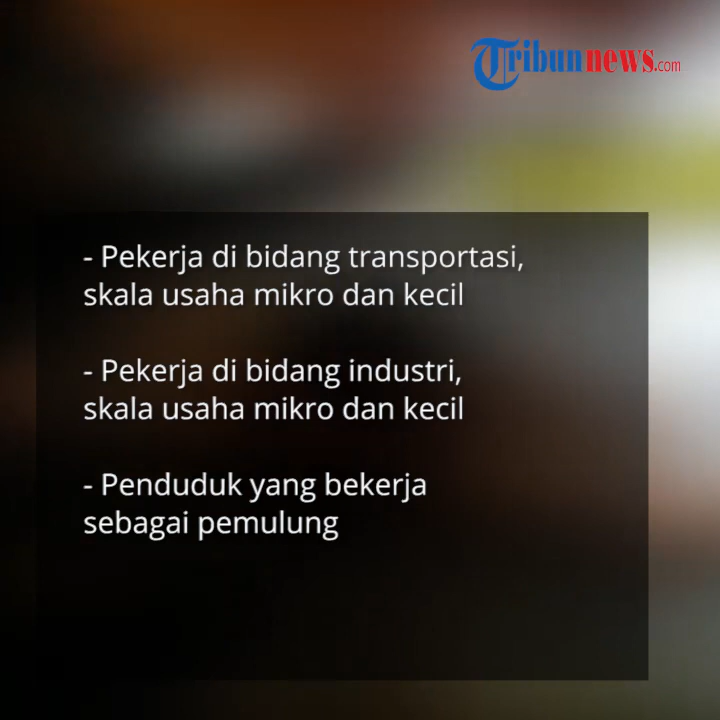 Tribunnews.com
- Pekerja di bidang transportasi,
skala usaha mikro dan kecil
- Pekerja di bidang industri,
skala usaha mikro dan kecil
- Penduduk yang bekerja
sebagai pemulung